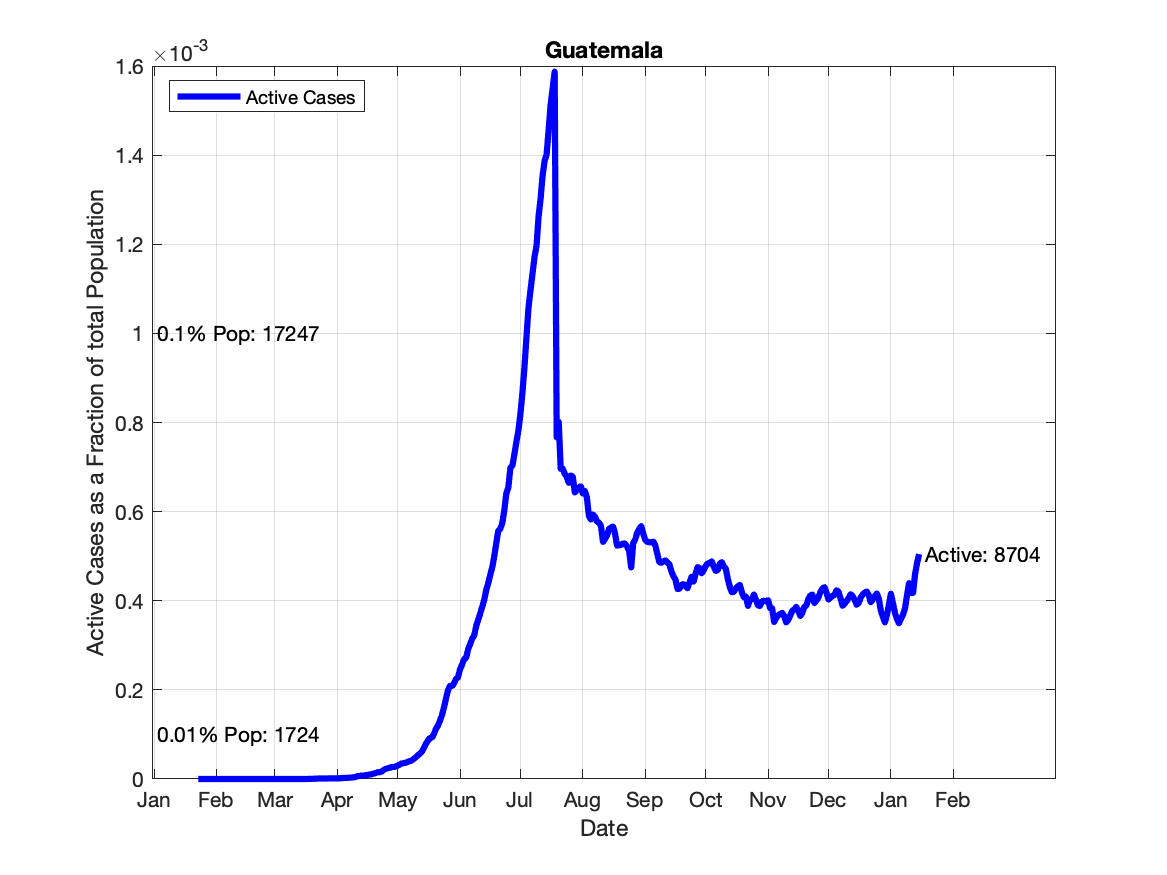 Guatemala
×10-3
Active Cases
1.6
1.4
1.2
1
0.8
0.6
0.4
0.2
0
0.1% Pop: 17247
0.01% Pop: 1724
Active: 8704
Active Cases as a Fraction of total Population
Jan Feb Mar Apr May Jun Jul Aug Sep Oct Nov Dec Jan Feb
Date